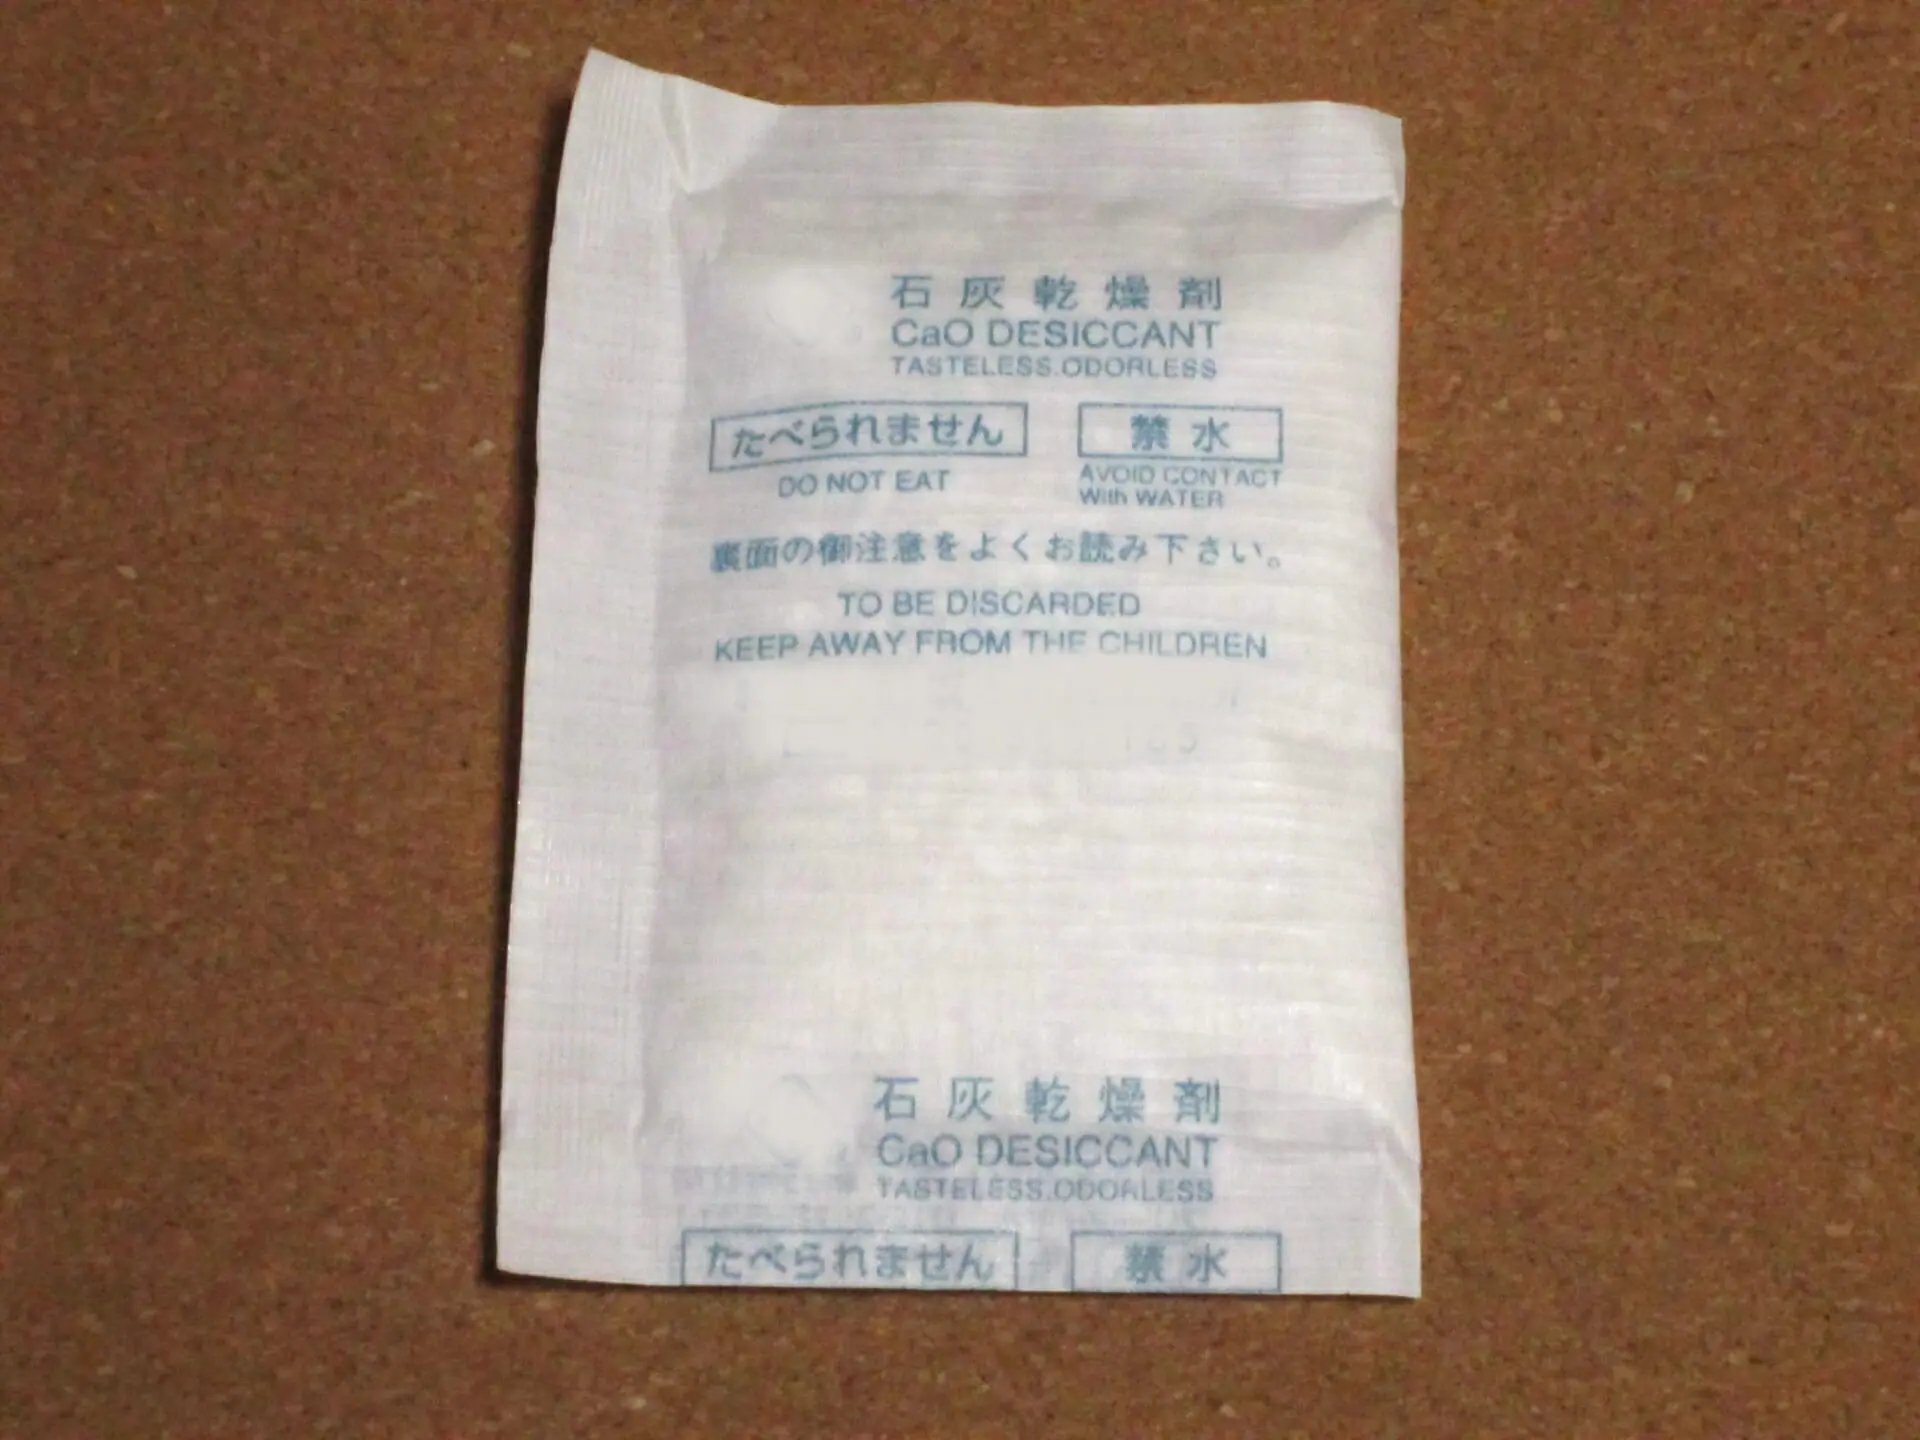 石灰乾燥剤
CaO DESICCANT
TASTELESS.ODORLESS
たべられません 禁水
DO NOT EAT AVOID CONTACT
With WATER
裏面の御注意をよくお読み下さい。
TO BE DISCARDED
KEEP AWAY FROM THE CHILDREN
石灰乾燥剤
CaO DESICCANT
TASTELESS.ODORLESS
たべられません 禁水